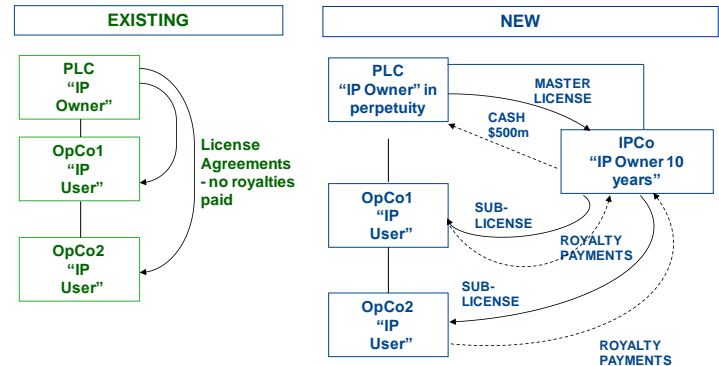 EXISTING
PLC
“IP
Owner”
OpCo1
“IP
User”
OpCo2
“IP
User”
License
Agreements
- no royalties
paid
NEW
PLC
“IP Owner” in
perpetuity
MASTER
LICENSE
CASH
$500m
IPCo
“IP Owner 10
years”
OpCo1
“IP
User”
SUB-
LICENSE
ROYALTY
PAYMENTS
OpCo2
“IP
User”
SUB-
LICENSE
ROYALTY
PAYMENTS